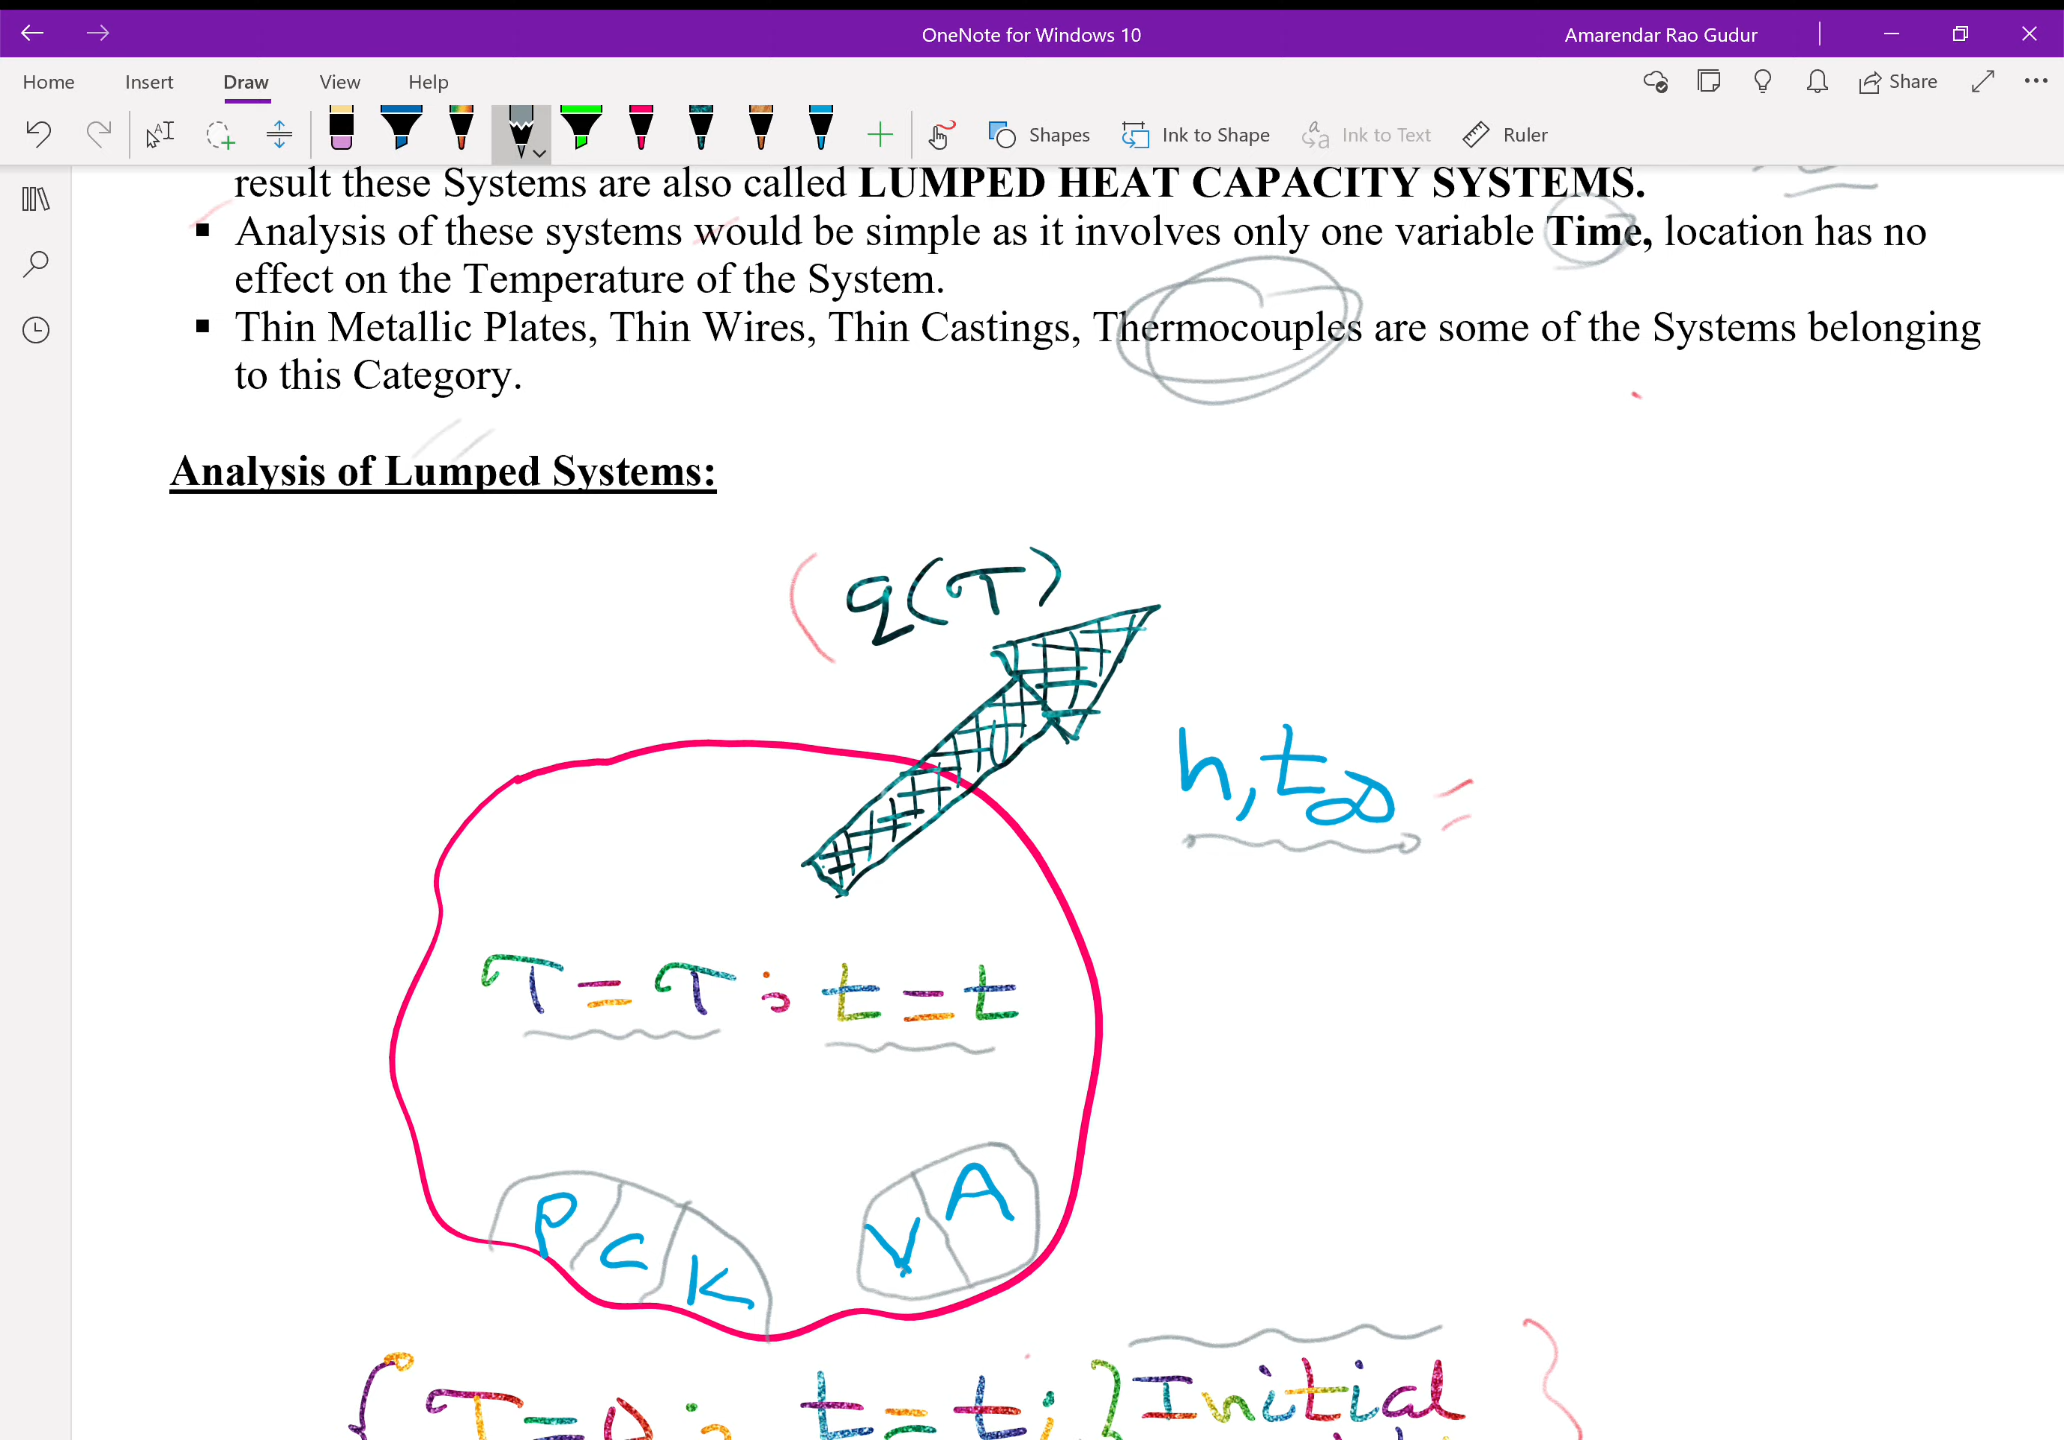 OneNote for Windows 10
Amarendar Rao Gudur
Home Insert Draw View Help
Share
Shapes Ink to Shape Ink to Text Ruler
result these Systems are also called LUMPED HEAT CAPACITY SYSTEMS.
▪ Analysis of these systems would be simple as it involves only one variable Time, location has no
effect on the Temperature of the System.
▪ Thin Metallic Plates, Thin Wires, Thin Castings, Thermocouples are some of the Systems belonging
to this Category.
Analysis of Lumped Systems:
q(τ)
h, t∞
τ = τ ; t = t
ρ c K
V A
{ τ = 0 ; t = ti } Initial